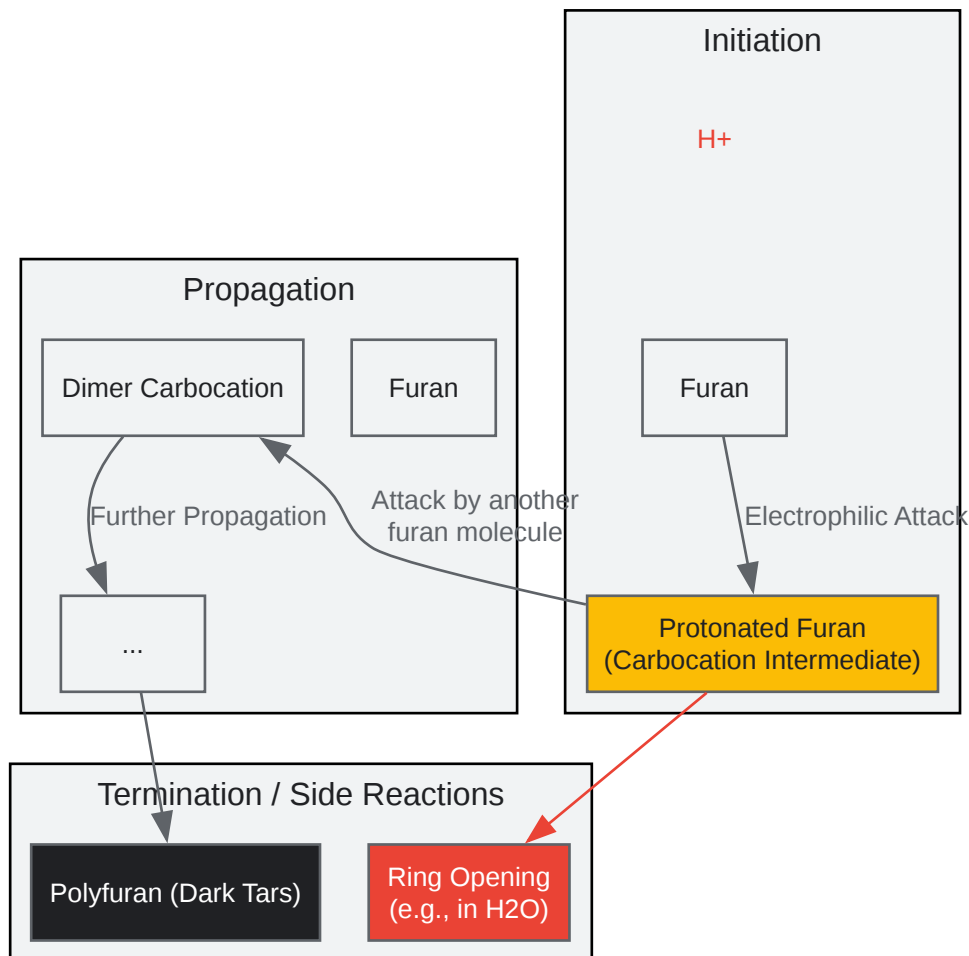 Initiation
H+
Furan
Electrophilic Attack
Protonated Furan
(Carbocation Intermediate)
Propagation
Dimer Carbocation
Furan
Attack by another
furan molecule
Further Propagation
...
Termination / Side Reactions
Polyfuran (Dark Tars)
Ring Opening
(e.g., in H2O)